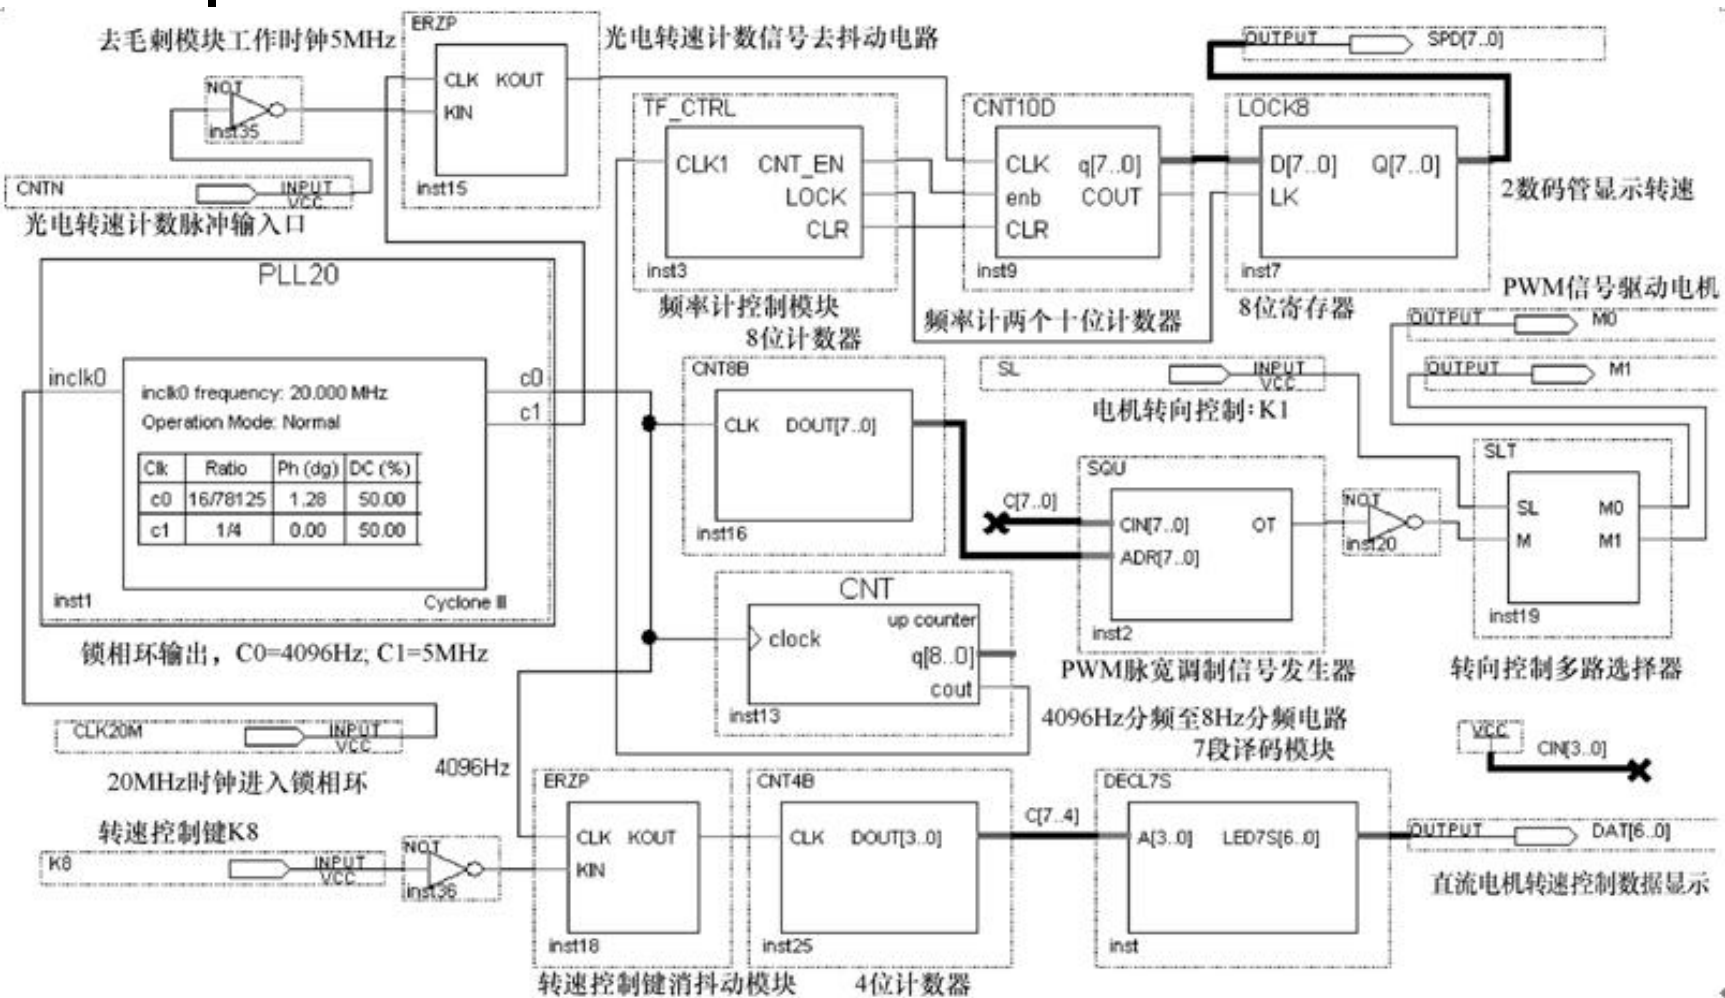 去毛刺模块工作时钟5MHz
ERZP
CLK KOUT
KIN
inst15
光电转速计数信号去抖动电路
NOT
inst35
CNTN
INPUT
VCC
光电转速计数脉冲输入口
TF_CTRL
CLK1 CNT_EN
LOCK
CLR
inst3
频率计控制模块
CNT10D
CLK q[7..0]
enb COUT
CLR
inst9
频率计两个十位计数器
LOCK8
D[7..0] Q[7..0]
LK
inst7
8位寄存器
OUTPUT
SPD[7..0]
2数码管显示转速
PWM信号驱动电机
OUTPUT
M0
OUTPUT
M1
PLL20
inclk0
c0
c1
inclk0 frequency: 20.000 MHz
Operation Mode: Normal
Clk Ratio Ph (dg) DC (%)
c0 16/78125 1.28 50.00
c1 1/4 0.00 50.00
inst1
Cyclone III
锁相环输出，C0=4096Hz; C1=5MHz
8位计数器
CNT8B
CLK DOUT[7..0]
inst16
SL
INPUT
VCC
电机转向控制:K1
SQU
C[7..0]
CIN[7..0] OT
ADR[7..0]
inst2
PWM脉宽调制信号发生器
NOT
inst20
SLT
SL M0
M M1
inst19
转向控制多路选择器
CNT
up counter
clock
q[8..0]
cout
inst13
4096Hz分频至8Hz分频电路
CLK20M
INPUT
VCC
20MHz时钟进入锁相环
4096Hz
VCC
CIN[3..0]
转速控制键K8
K8
INPUT
VCC
NOT
inst36
ERZP
CLK KOUT
KIN
inst18
转速控制键消抖动模块
CNT4B
CLK DOUT[3..0]
inst25
4位计数器
C[7..4]
7段译码模块
DECL7S
A[3..0] LED7S[6..0]
inst
OUTPUT
DAT[6..0]
直流电机转速控制数据显示